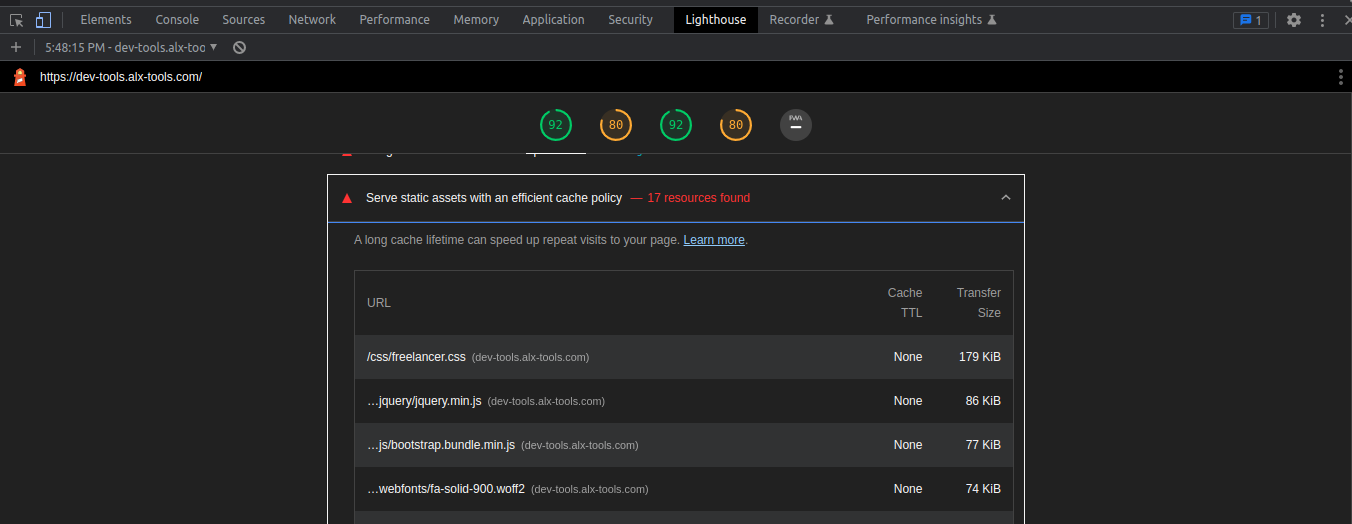 Elements Console Sources Network Performance Memory Application Security Lighthouse Recorder Performance insights 1
5:48:15 PM - dev-tools.alx-too
https://dev-tools.alx-tools.com/
92 80 92 80 PWA
Serve static assets with an efficient cache policy — 17 resources found
A long cache lifetime can speed up repeat visits to your page. Learn more.
URL Cache TTL Transfer Size
/css/freelancer.css (dev-tools.alx-tools.com) None 179 KiB
…jquery/jquery.min.js (dev-tools.alx-tools.com) None 86 KiB
…js/bootstrap.bundle.min.js (dev-tools.alx-tools.com) None 77 KiB
…webfonts/fa-solid-900.woff2 (dev-tools.alx-tools.com) None 74 KiB